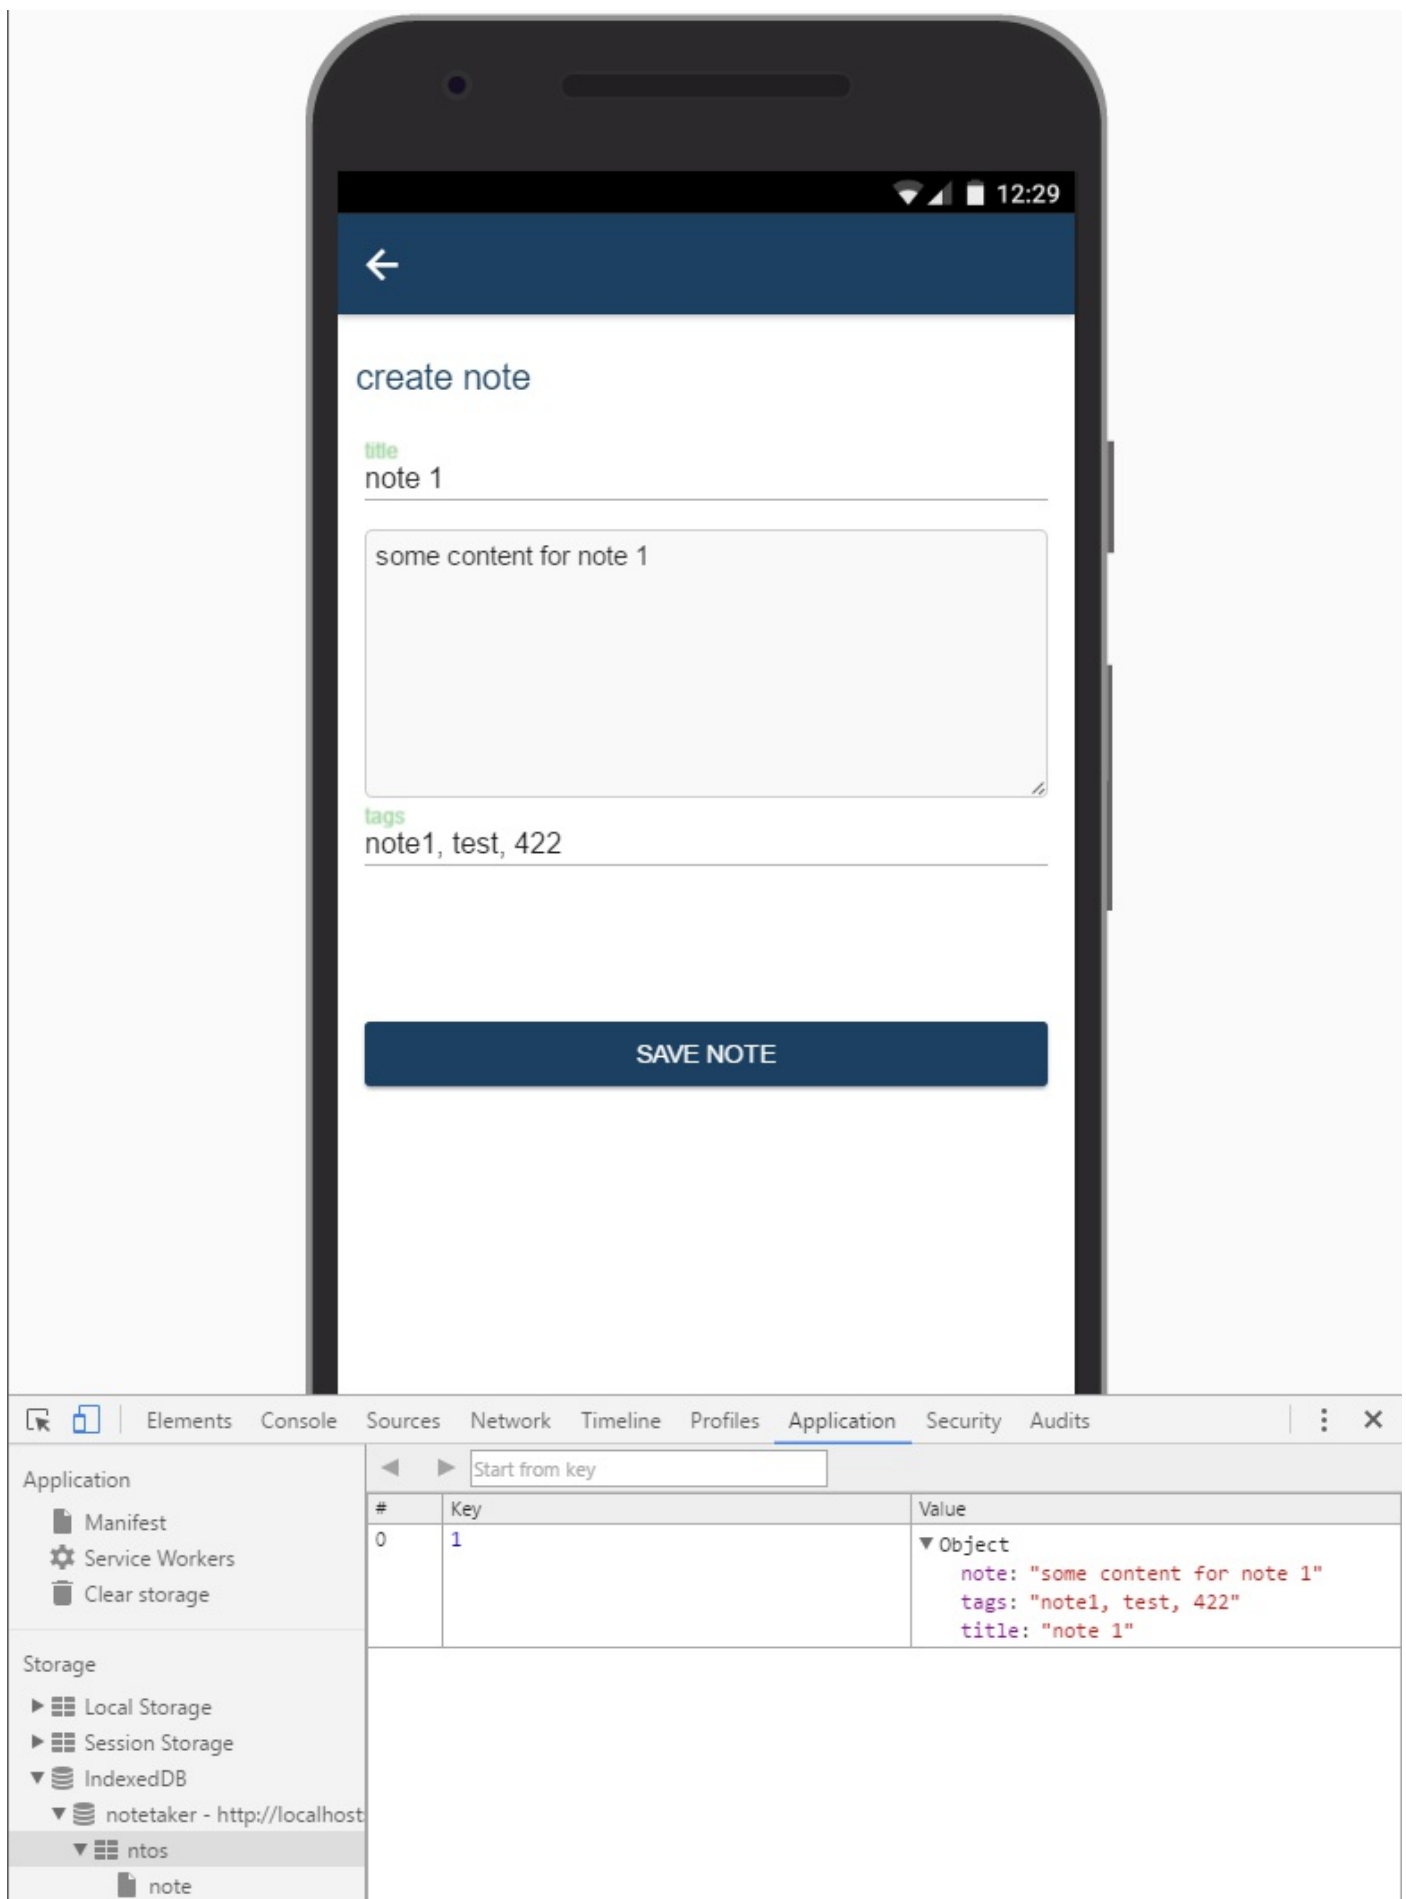 12:29
create note
title
note 1
some content for note 1
tags
note1, test, 422
SAVE NOTE
Elements Console Sources Network Timeline Profiles Application Security Audits
Application
Manifest
Service Workers
Clear storage
Storage
Local Storage
Session Storage
IndexedDB
notetaker - http://localhost:
ntos
note
Start from key
# Key Value
0 1 Object
note: "some content for note 1"
tags: "note1, test, 422"
title: "note 1"